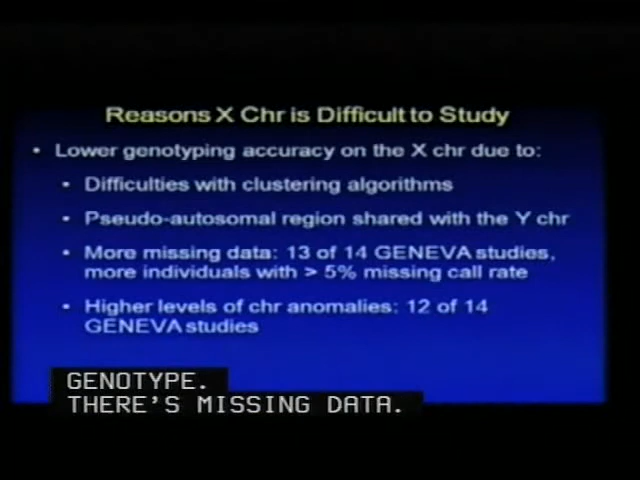 Reasons X Chr is Difficult to Study
• Lower genotyping accuracy on the X chr due to:
• Difficulties with clustering algorithms
• Pseudo-autosomal region shared with the Y chr
• More missing data: 13 of 14 GENEVA studies,
more individuals with > 5% missing call rate
• Higher levels of chr anomalies: 12 of 14
GENEVA studies
GENOTYPE.
THERE'S MISSING DATA.